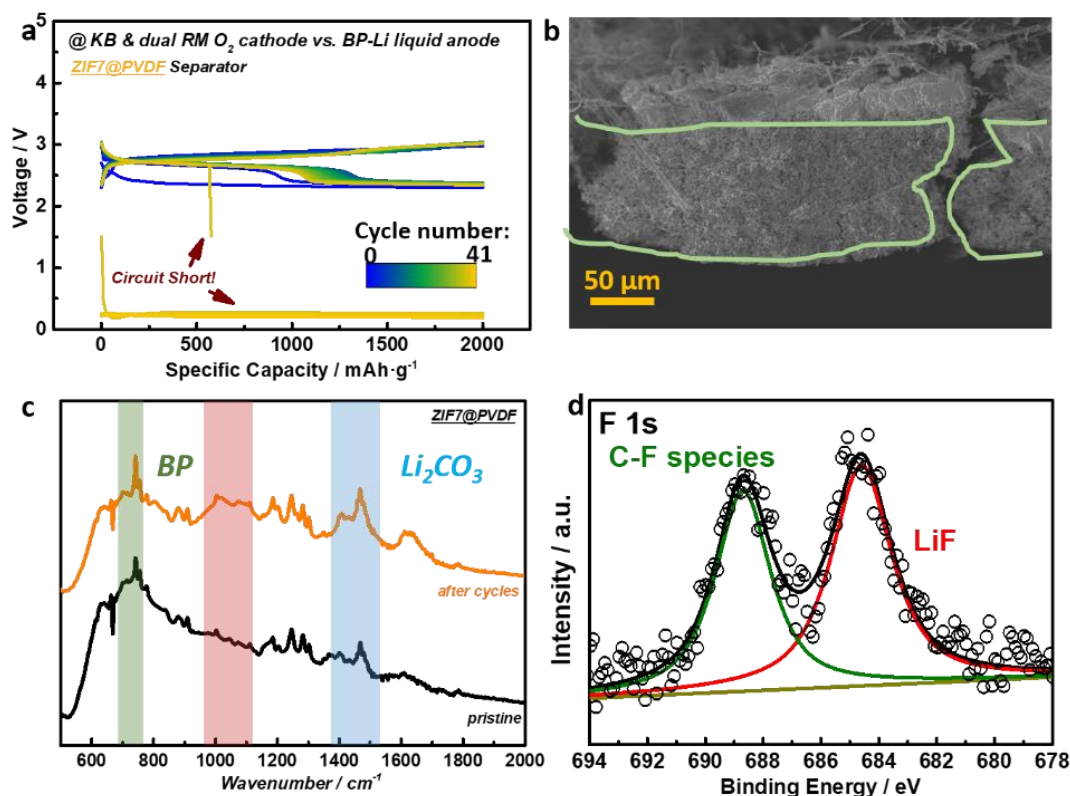 a
@ KB & dual RM O₂ cathode vs. BP-Li liquid anode
ZIF7@PVDF Separator
Voltage / V
5
4
3
2
1
0
Circuit Short!
Cycle number:
0 41
0 500 1000 1500 2000
Specific Capacity / mAh·g⁻¹
b
50 µm
c
ZIF7@PVDF
BP
Li₂CO₃
after cycles
pristine
600 800 1000 1200 1400 1600 1800 2000
Wavenumber / cm⁻¹
d
F 1s
C-F species
LiF
Intensity / a.u.
694 692 690 688 686 684 682 680 678
Binding Energy / eV